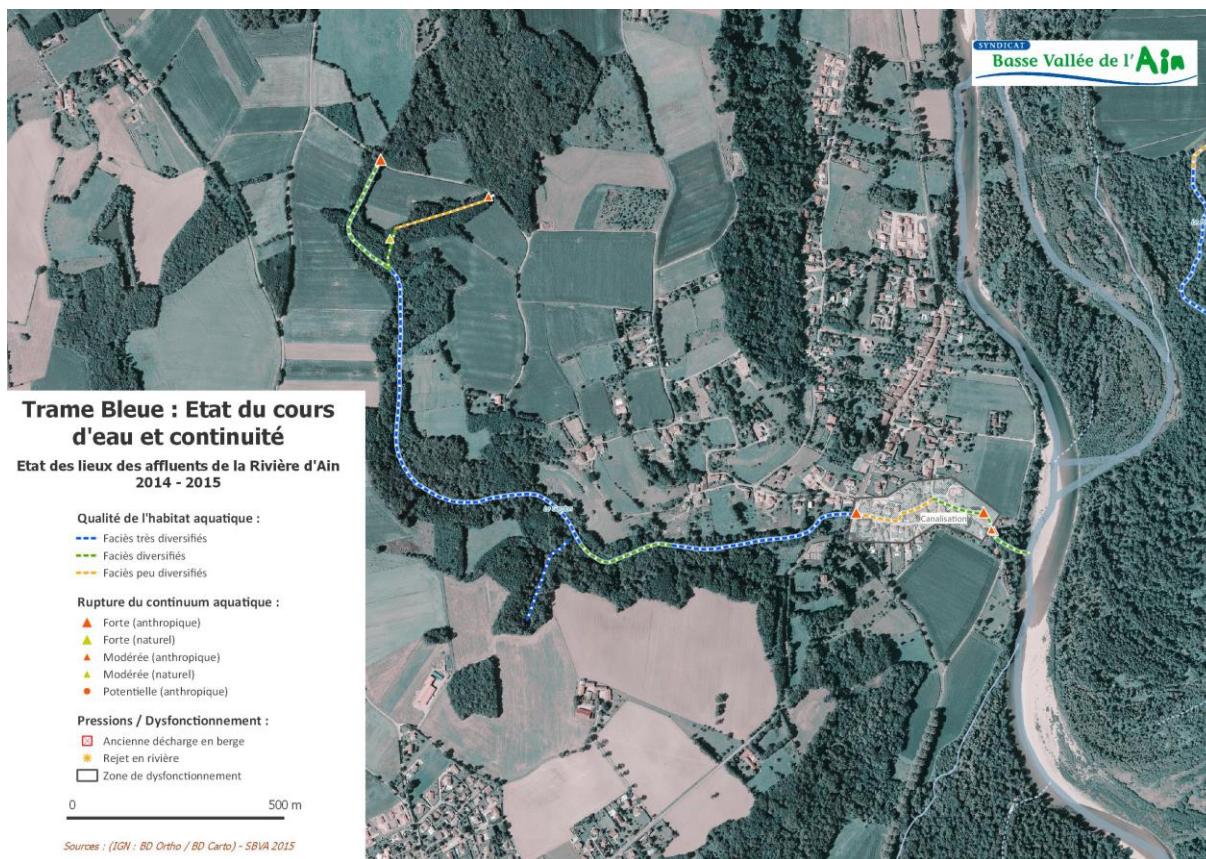 SYNDICAT
Basse Vallée de l'Ain
Trame Bleue : Etat du cours
d'eau et continuité
Etat des lieux des affluents de la Rivière d'Ain
2014 - 2015
Qualité de l'habitat aquatique :
Faciès très diversifiés
Faciès diversifiés
Faciès peu diversifiés
Rupture du continuum aquatique :
Forte (anthropique)
Forte (naturel)
Modérée (anthropique)
Modérée (naturel)
Potentielle (anthropique)
Pressions / Dysfonctionnement :
Ancienne décharge en berge
Rejet en rivière
Zone de dysfonctionnement
0 500 m
Sources : (IGN : BD Ortho / BD Carto) - SBVA 2015
Canalisation